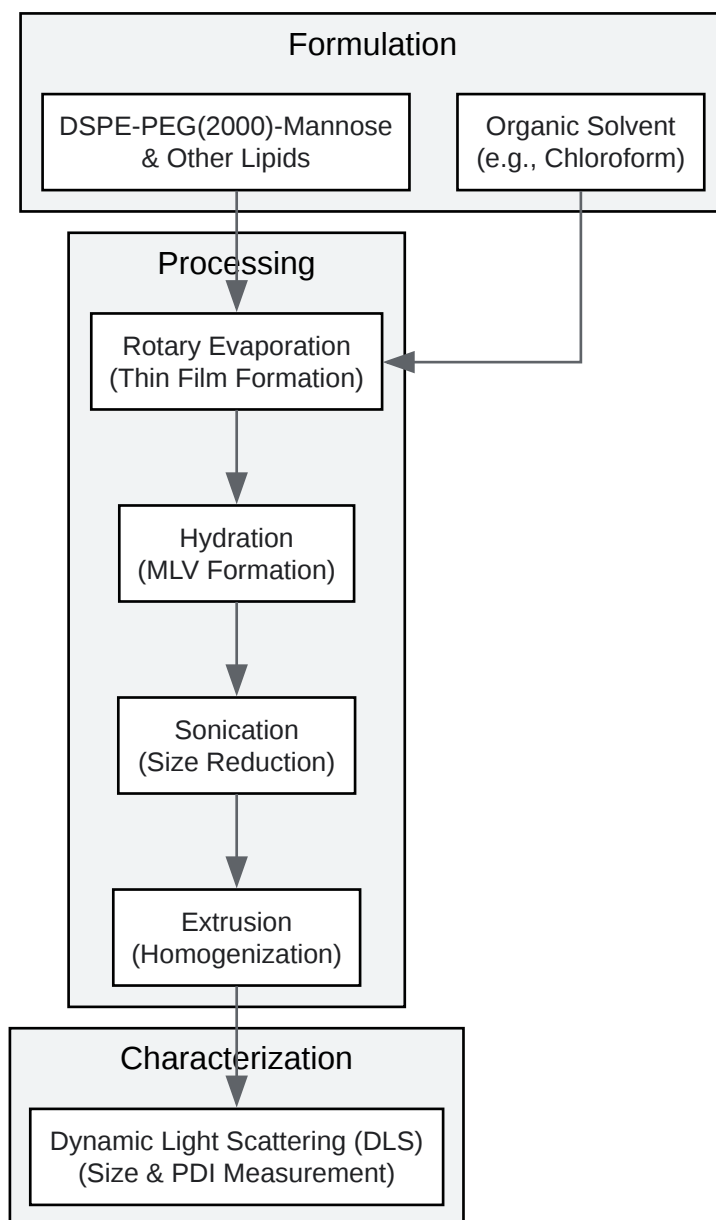 Formulation
DSPE-PEG(2000)-Mannose
& Other Lipids
Organic Solvent
(e.g., Chloroform)
Processing
Rotary Evaporation
(Thin Film Formation)
Hydration
(MLV Formation)
Sonication
(Size Reduction)
Extrusion
(Homogenization)
Characterization
Dynamic Light Scattering (DLS)
(Size & PDI Measurement)